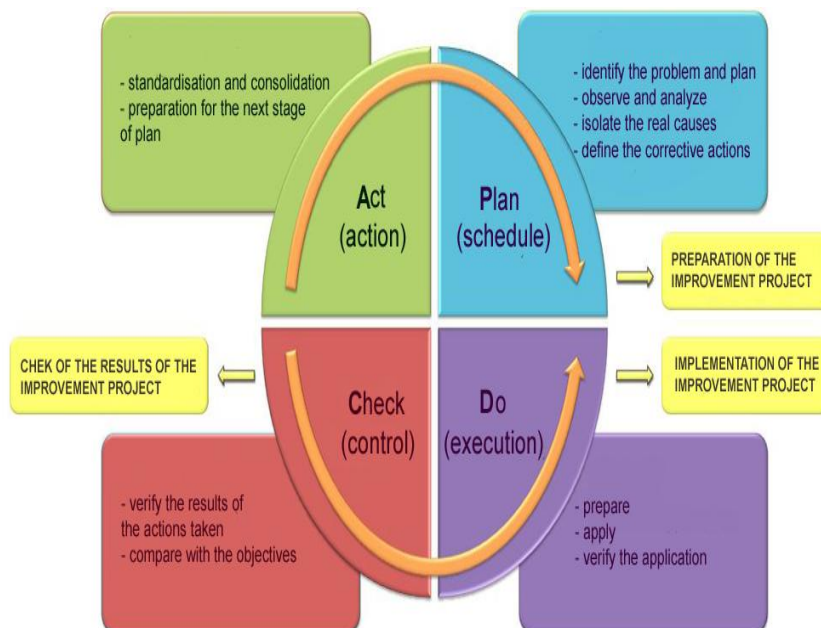 - standardisation and consolidation
- preparation for the next stage
of plan
- identify the problem and plan
- observe and analyze
- isolate the real causes
- define the corrective actions
Act
(action)
Plan
(schedule)
PREPARATION OF THE
IMPROVEMENT PROJECT
CHEK OF THE RESULTS OF THE
IMPROVEMENT PROJECT
Check
(control)
Do
(execution)
IMPLEMENTATION OF THE
IMPROVEMENT PROJECT
- verify the results of
the actions taken
- compare with the objectives
- prepare
- apply
- verify the application